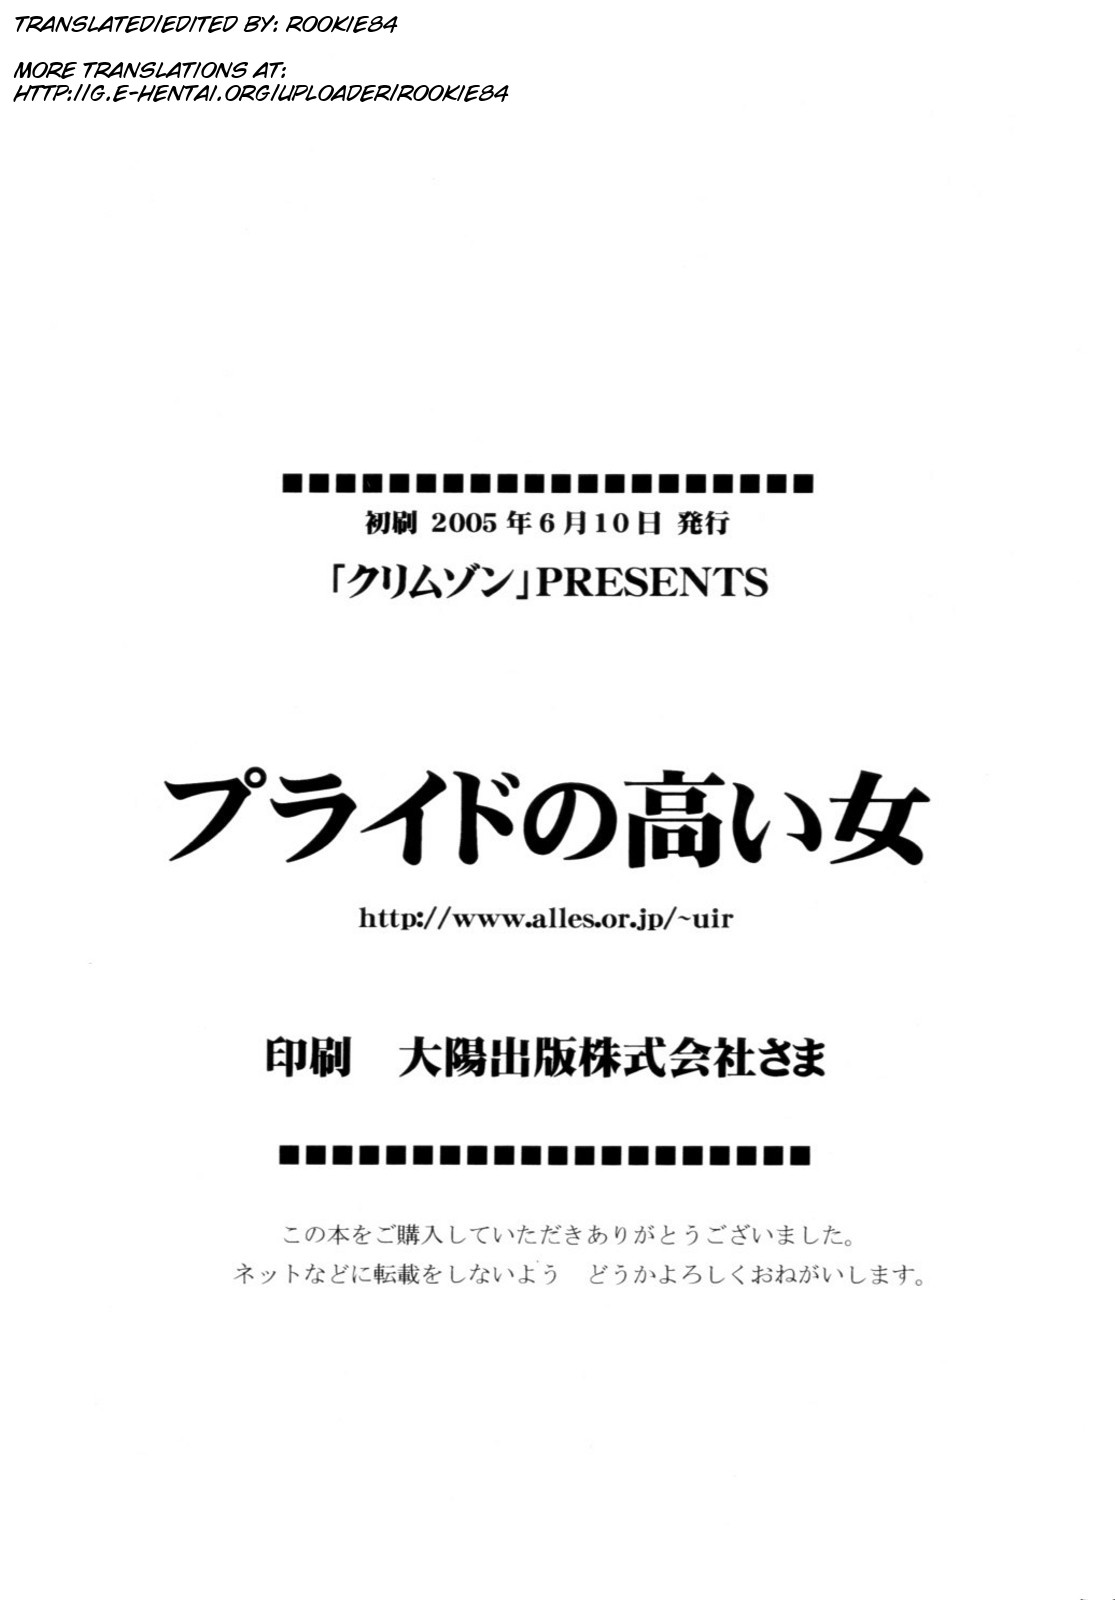 TRANSLATED/EDITED BY: ROOKIE84
MORE TRANSLATIONS AT:
HTTP://G.E-HENTAI.ORG/UPLOADER/ROOKIE84
初刷 2005年6月10日 発行
「クリムゾン」PRESENTS
プライドの高い女
http://www.alles.or.jp/~uir
印刷　大陽出版株式会社さま
この本をご購入していただきありがとうございました。
ネットなどに転載をしないよう　どうかよろしくおねがいします。